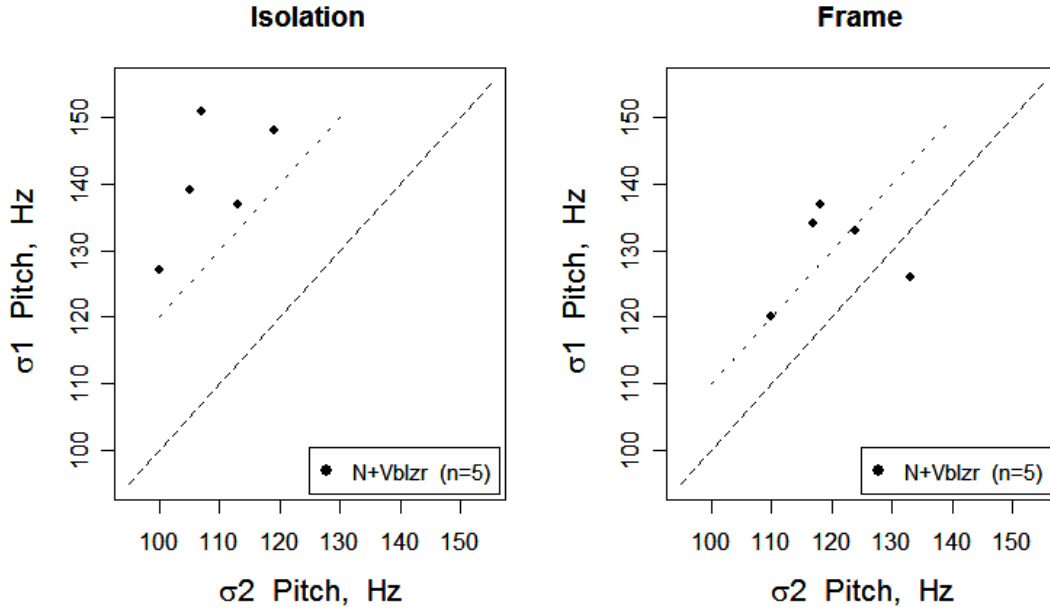 Isolation
σ1 Pitch, Hz
150
140
130
120
110
100
N+Vblzr (n=5)
100 110 120 130 140 150
σ2 Pitch, Hz
Frame
σ1 Pitch, Hz
150
140
130
120
110
100
N+Vblzr (n=5)
100 110 120 130 140 150
σ2 Pitch, Hz